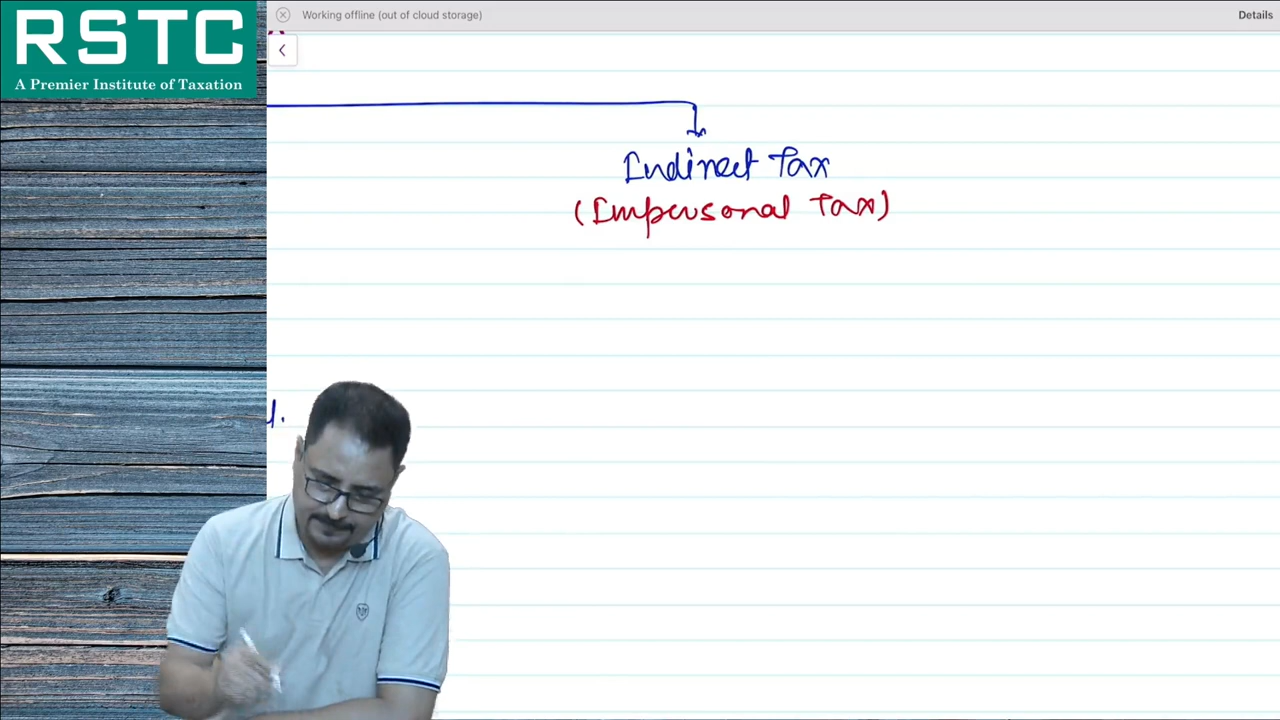 RSTC
A Premier Institute of Taxation
Working offline (out of cloud storage)
Details
Indirect Tax
(Impersonal Tax)